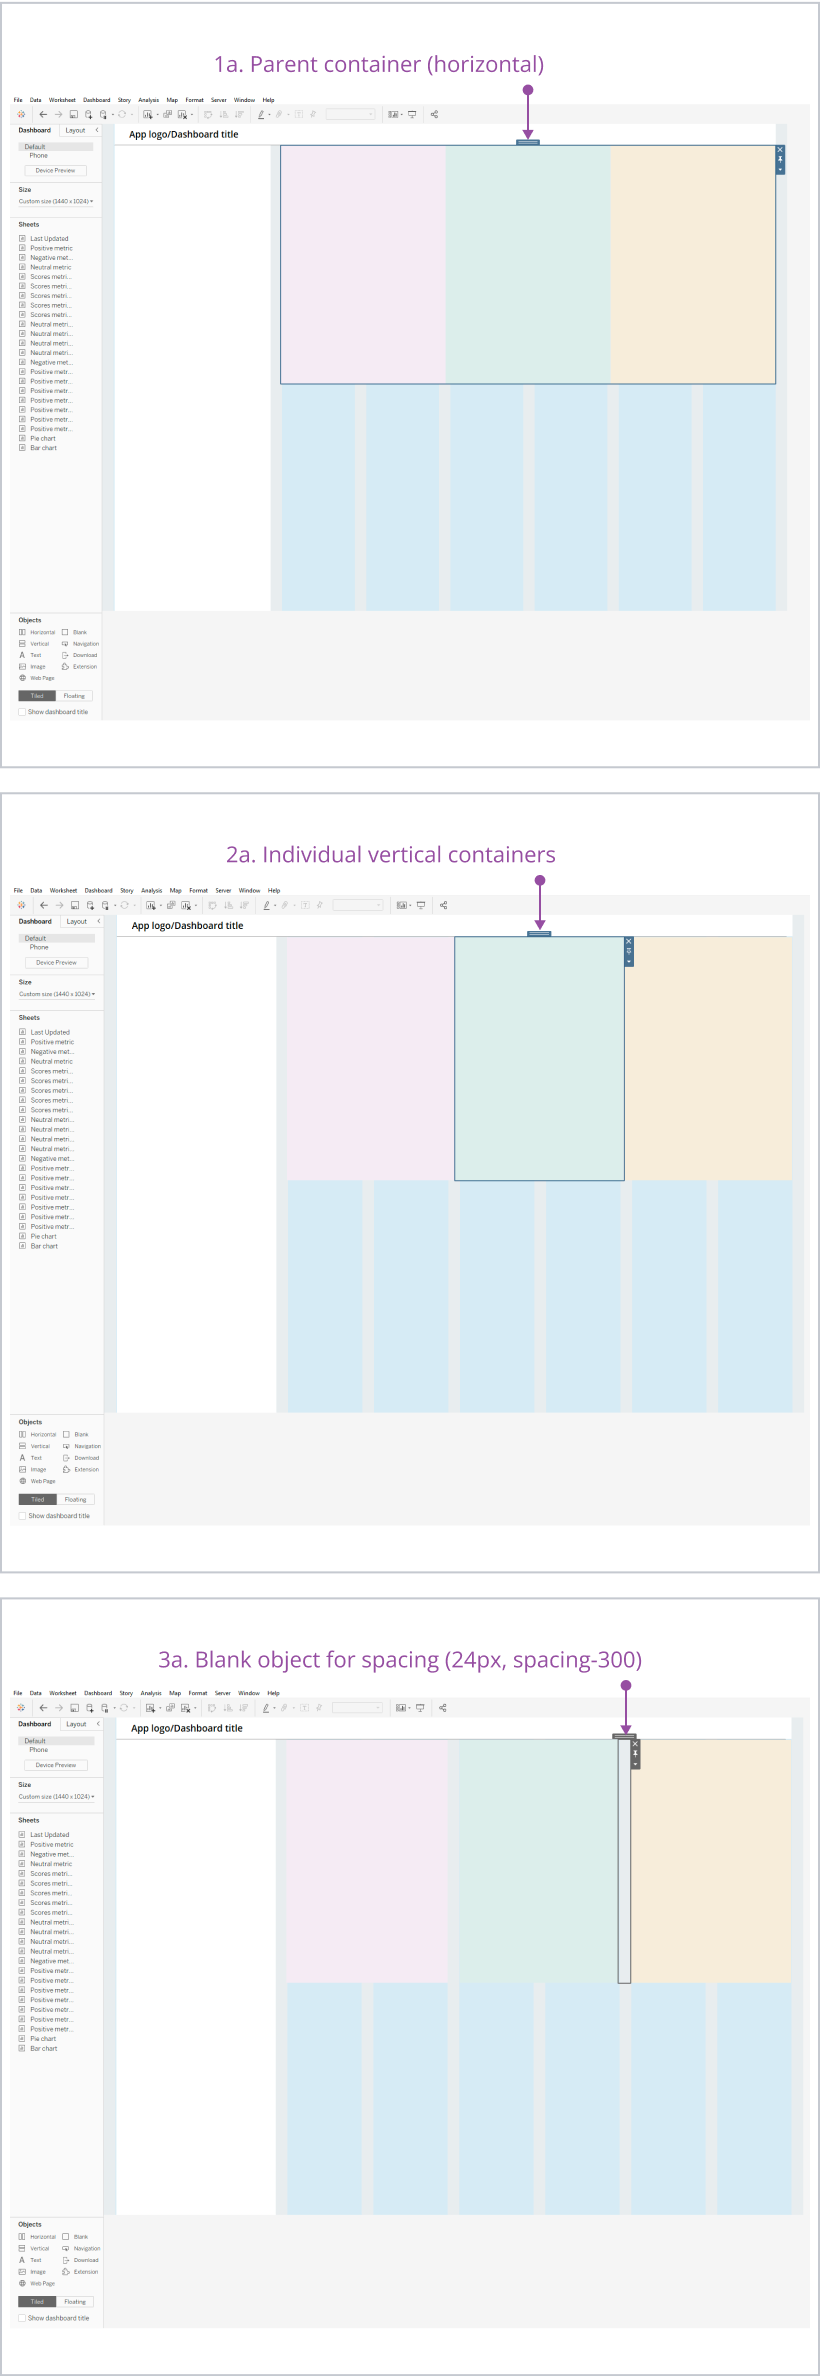 1a. Parent container (horizontal)
File Data Worksheet Dashboard Story Analysis Map Format Server Window Help
Dashboard Layout
App logo/Dashboard title
Default
Phone
Device Preview
Size
Custom size (1440 x 1024)
Sheets
Last Updated
Positive metric
Negative met...
Neutral metric
Scores metri...
Scores metri...
Scores metri...
Scores metri...
Scores metri...
Neutral metri...
Neutral metri...
Neutral metri...
Neutral metri...
Negative met...
Positive metr...
Positive metr...
Positive metr...
Positive metr...
Positive metr...
Positive metr...
Positive metr...
Pie chart
Bar chart
Objects
Horizontal Blank
Vertical Navigation
Text Download
Image Extension
Web Page
Tiled Floating
Show dashboard title
2a. Individual vertical containers
File Data Worksheet Dashboard Story Analysis Map Format Server Window Help
Dashboard Layout
App logo/Dashboard title
Default
Phone
Device Preview
Size
Custom size (1440 x 1024)
Sheets
Last Updated
Positive metric
Negative met...
Neutral metric
Scores metri...
Scores metri...
Scores metri...
Scores metri...
Scores metri...
Neutral metri...
Neutral metri...
Neutral metri...
Neutral metri...
Negative met...
Positive metr...
Positive metr...
Positive metr...
Positive metr...
Positive metr...
Positive metr...
Positive metr...
Pie chart
Bar chart
Objects
Horizontal Blank
Vertical Navigation
Text Download
Image Extension
Web Page
Tiled Floating
Show dashboard title
3a. Blank object for spacing (24px, spacing-300)
File Data Worksheet Dashboard Story Analysis Map Format Server Window Help
Dashboard Layout
App logo/Dashboard title
Default
Phone
Device Preview
Size
Custom size (1440 x 1024)
Sheets
Last Updated
Positive metric
Negative met...
Neutral metric
Scores metri...
Scores metri...
Scores metri...
Scores metri...
Scores metri...
Neutral metri...
Neutral metri...
Neutral metri...
Neutral metri...
Negative met...
Positive metr...
Positive metr...
Positive metr...
Positive metr...
Positive metr...
Positive metr...
Positive metr...
Pie chart
Bar chart
Objects
Horizontal Blank
Vertical Navigation
Text Download
Image Extension
Web Page
Tiled Floating
Show dashboard title